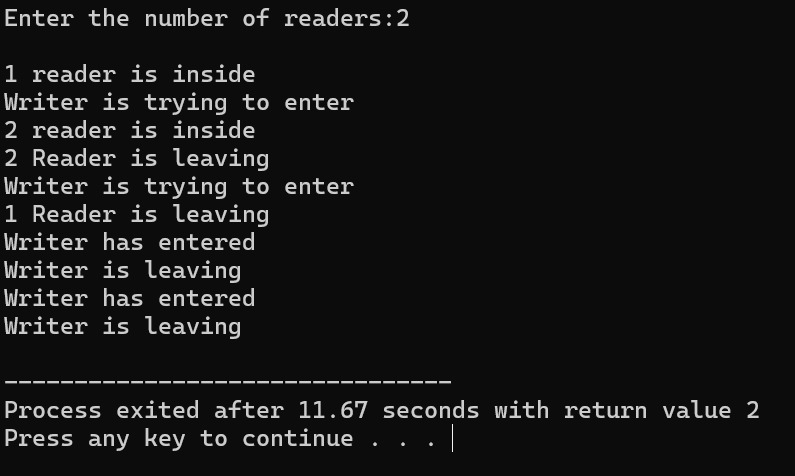 Enter the number of readers:2
1 reader is inside
Writer is trying to enter
2 reader is inside
2 Reader is leaving
Writer is trying to enter
1 Reader is leaving
Writer has entered
Writer is leaving
Writer has entered
Writer is leaving
--------------------------------
Process exited after 11.67 seconds with return value 2
Press any key to continue . . .